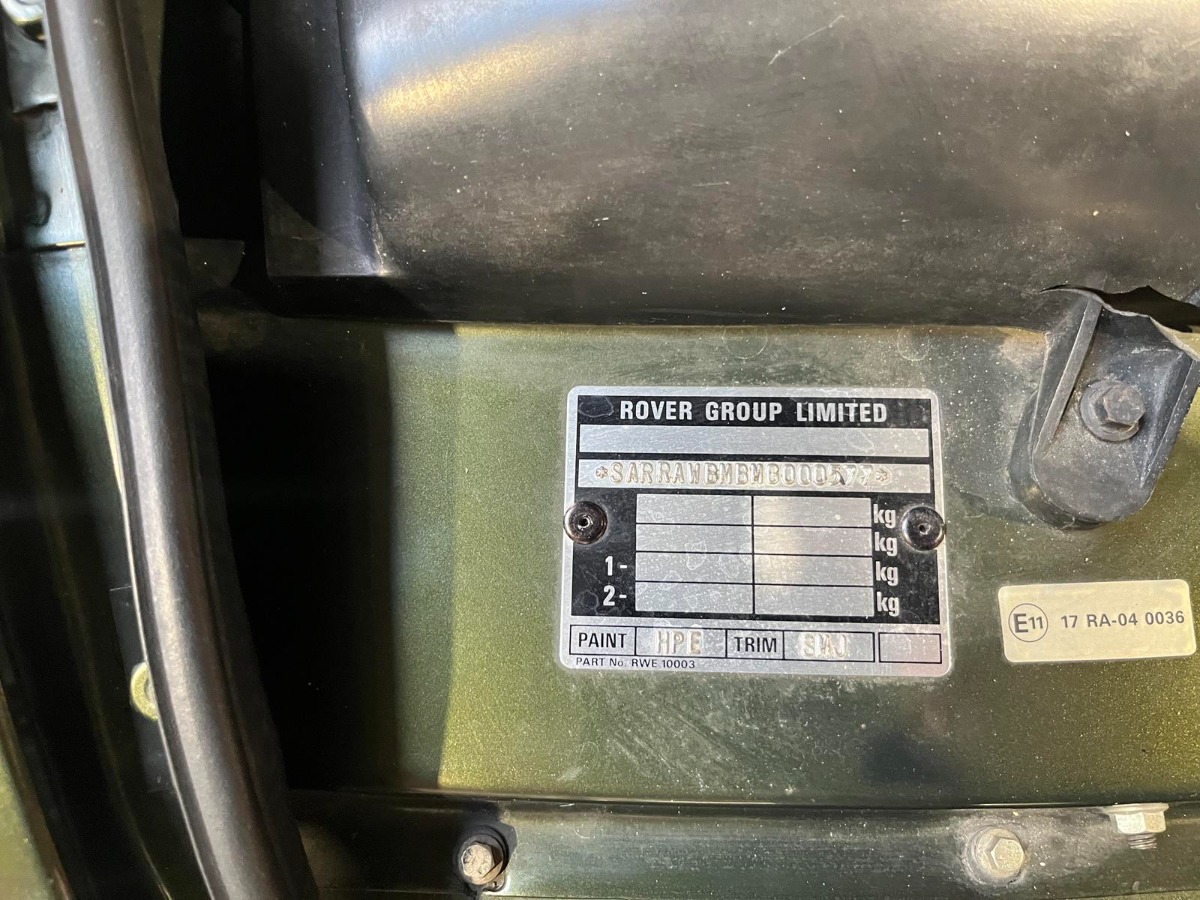 ROVER GROUP LIMITED
*SARRAWBMBMB000577*
kg
kg
1- kg
2- kg
PAINT HPE TRIM SMJ
PART No. RWE 10003
E11 17 RA-04 0036